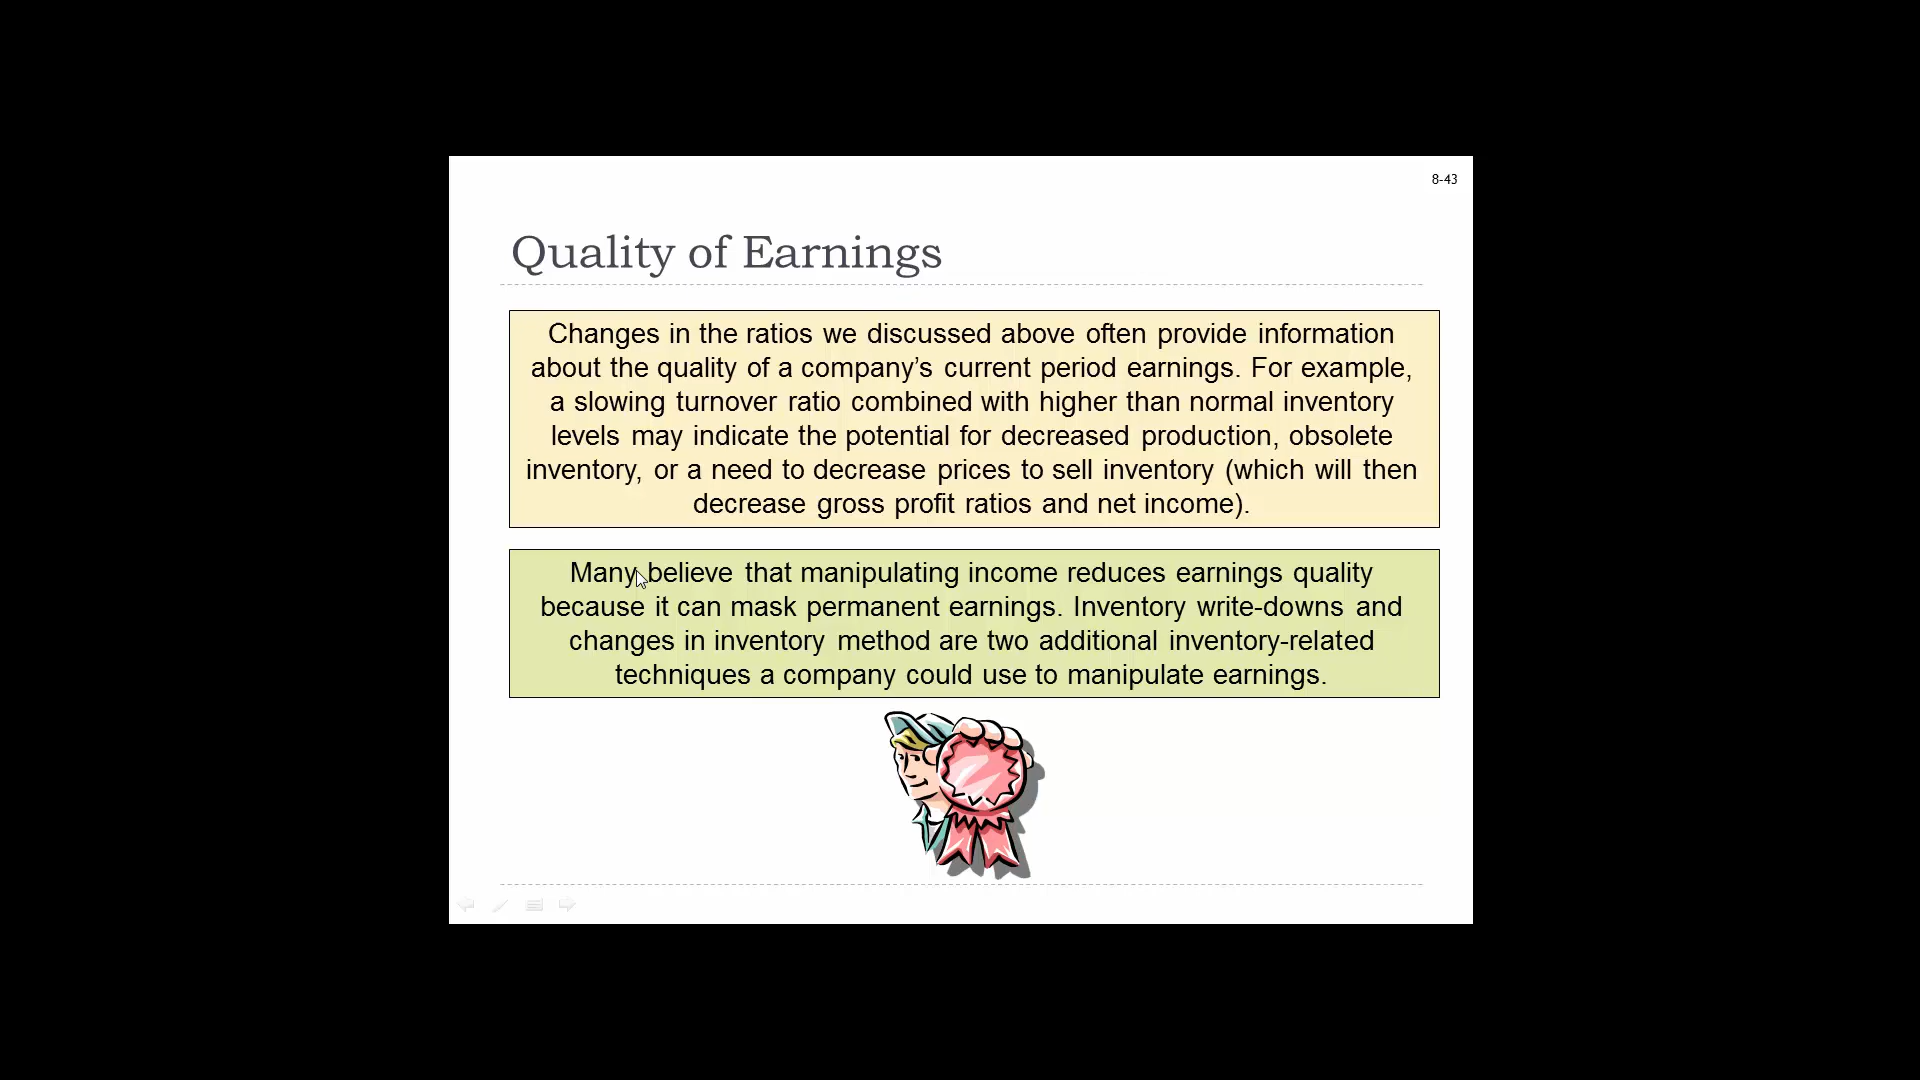 8-43
Quality of Earnings
Changes in the ratios we discussed above often provide information
about the quality of a company’s current period earnings. For example,
a slowing turnover ratio combined with higher than normal inventory
levels may indicate the potential for decreased production, obsolete
inventory, or a need to decrease prices to sell inventory (which will then
decrease gross profit ratios and net income).
Many believe that manipulating income reduces earnings quality
because it can mask permanent earnings. Inventory write-downs and
changes in inventory method are two additional inventory-related
techniques a company could use to manipulate earnings.